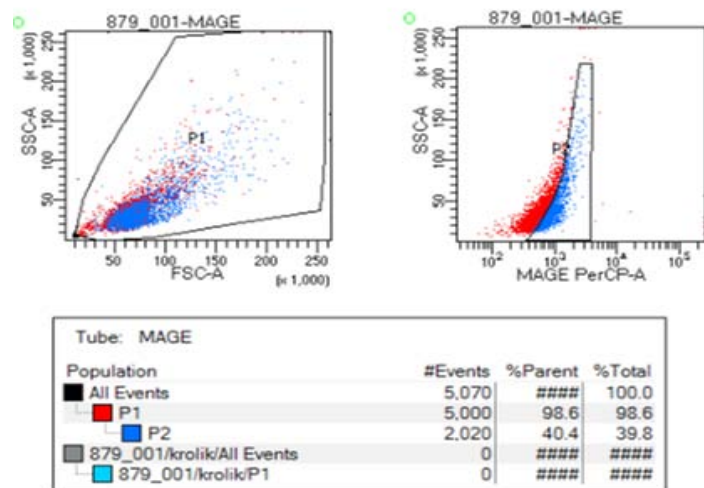 879_001-MAGE
(x 1,000)
SSC-A
250
200
150
100
50
P1
50 100 150 200 250
FSC-A
(x 1,000)
879_001-MAGE
(x 1,000)
SSC-A
250
200
150
100
50
10² 10³ 10⁴ 10⁵
MAGE PerCP-A
Tube: MAGE
Population #Events %Parent %Total
All Events 5,070 #### 100.0
P1 5,000 98.6 98.6
P2 2,020 40.4 39.8
879_001/krolik/All Events 0 #### ####
879_001/krolik/P1 0 #### ####